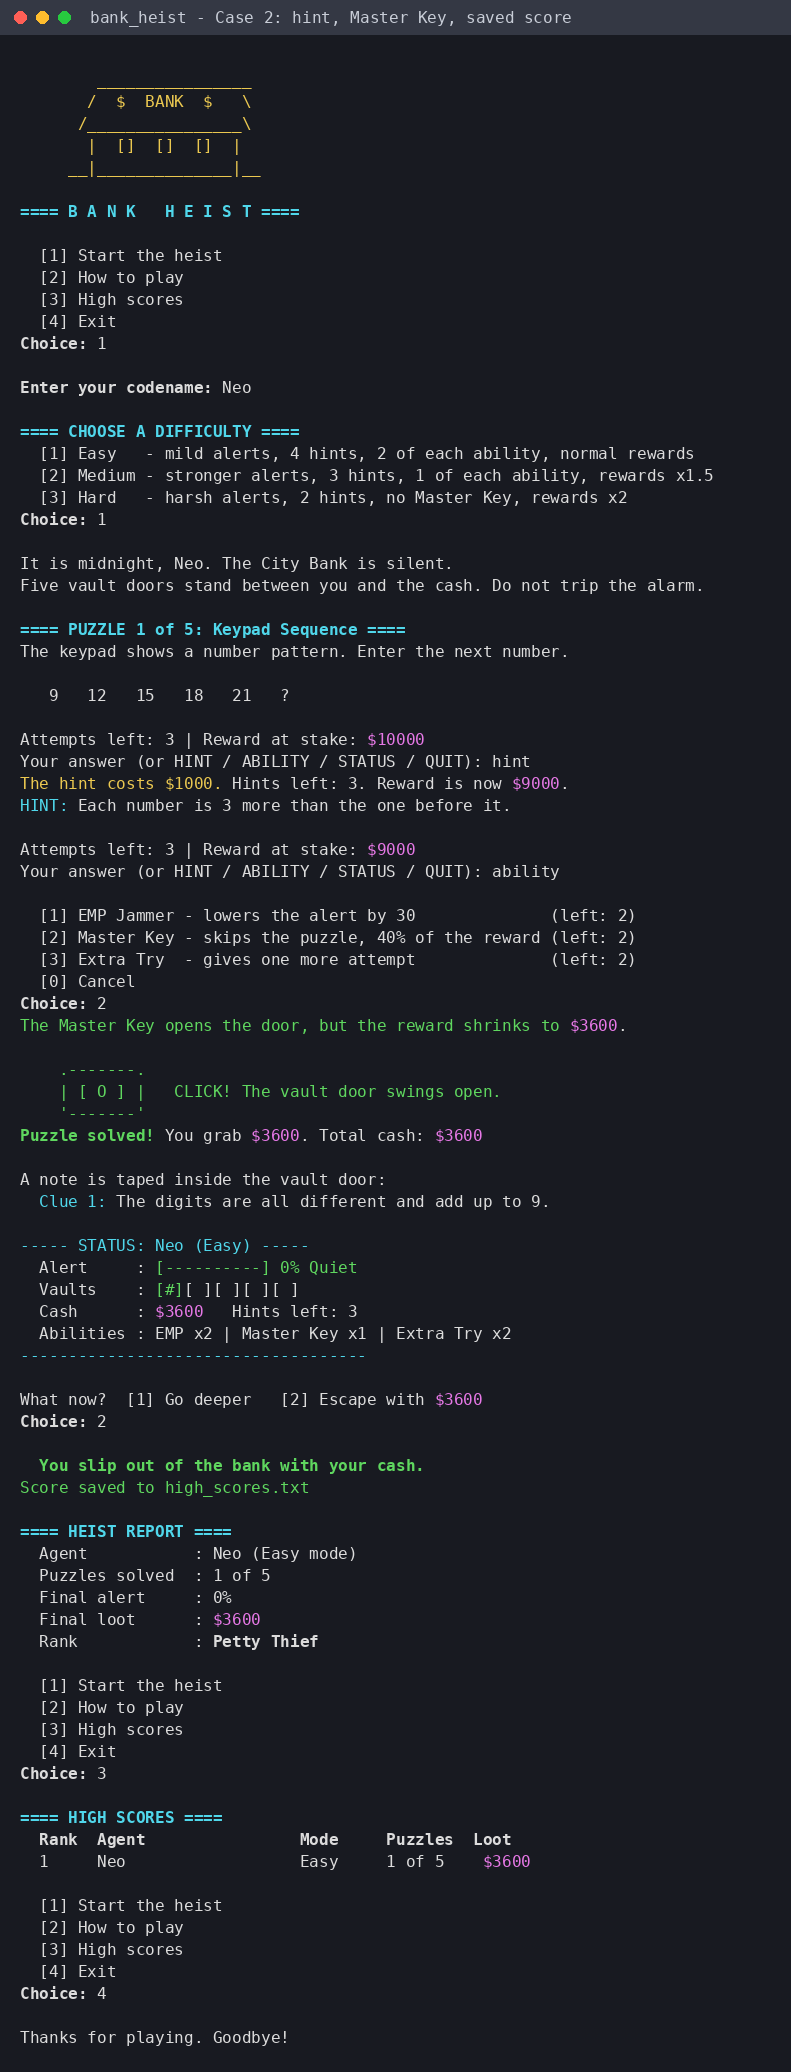 bank_heist - Case 2: hint, Master Key, saved score
        ________________
       /  $  BANK  $   \
      /________________\
       |  []  []  []  |
     __|______________|__
==== B A N K   H E I S T ====
  [1] Start the heist
  [2] How to play
  [3] High scores
  [4] Exit
Choice: 1
Enter your codename: Neo
==== CHOOSE A DIFFICULTY ====
  [1] Easy   - mild alerts, 4 hints, 2 of each ability, normal rewards
  [2] Medium - stronger alerts, 3 hints, 1 of each ability, rewards x1.5
  [3] Hard   - harsh alerts, 2 hints, no Master Key, rewards x2
Choice: 1
It is midnight, Neo. The City Bank is silent.
Five vault doors stand between you and the cash. Do not trip the alarm.
==== PUZZLE 1 of 5: Keypad Sequence ====
The keypad shows a number pattern. Enter the next number.
   9   12   15   18   21   ?
Attempts left: 3 | Reward at stake: $10000
Your answer (or HINT / ABILITY / STATUS / QUIT): hint
The hint costs $1000. Hints left: 3. Reward is now $9000.
HINT: Each number is 3 more than the one before it.
Attempts left: 3 | Reward at stake: $9000
Your answer (or HINT / ABILITY / STATUS / QUIT): ability
  [1] EMP Jammer - lowers the alert by 30              (left: 2)
  [2] Master Key - skips the puzzle, 40% of the reward (left: 2)
  [3] Extra Try  - gives one more attempt              (left: 2)
  [0] Cancel
Choice: 2
The Master Key opens the door, but the reward shrinks to $3600.
    .-------.
    | [ O ] |   CLICK! The vault door swings open.
    '-------'
Puzzle solved! You grab $3600. Total cash: $3600
A note is taped inside the vault door:
  Clue 1: The digits are all different and add up to 9.
----- STATUS: Neo (Easy) -----
  Alert     : [----------] 0% Quiet
  Vaults    : [#][ ][ ][ ][ ]
  Cash      : $3600   Hints left: 3
  Abilities : EMP x2 | Master Key x1 | Extra Try x2
------------------------------------
What now?  [1] Go deeper   [2] Escape with $3600
Choice: 2
  You slip out of the bank with your cash.
Score saved to high_scores.txt
==== HEIST REPORT ====
  Agent           : Neo (Easy mode)
  Puzzles solved  : 1 of 5
  Final alert     : 0%
  Final loot      : $3600
  Rank            : Petty Thief
  [1] Start the heist
  [2] How to play
  [3] High scores
  [4] Exit
Choice: 3
==== HIGH SCORES ====
  Rank  Agent                Mode     Puzzles  Loot
  1     Neo                  Easy     1 of 5    $3600
  [1] Start the heist
  [2] How to play
  [3] High scores
  [4] Exit
Choice: 4
Thanks for playing. Goodbye!